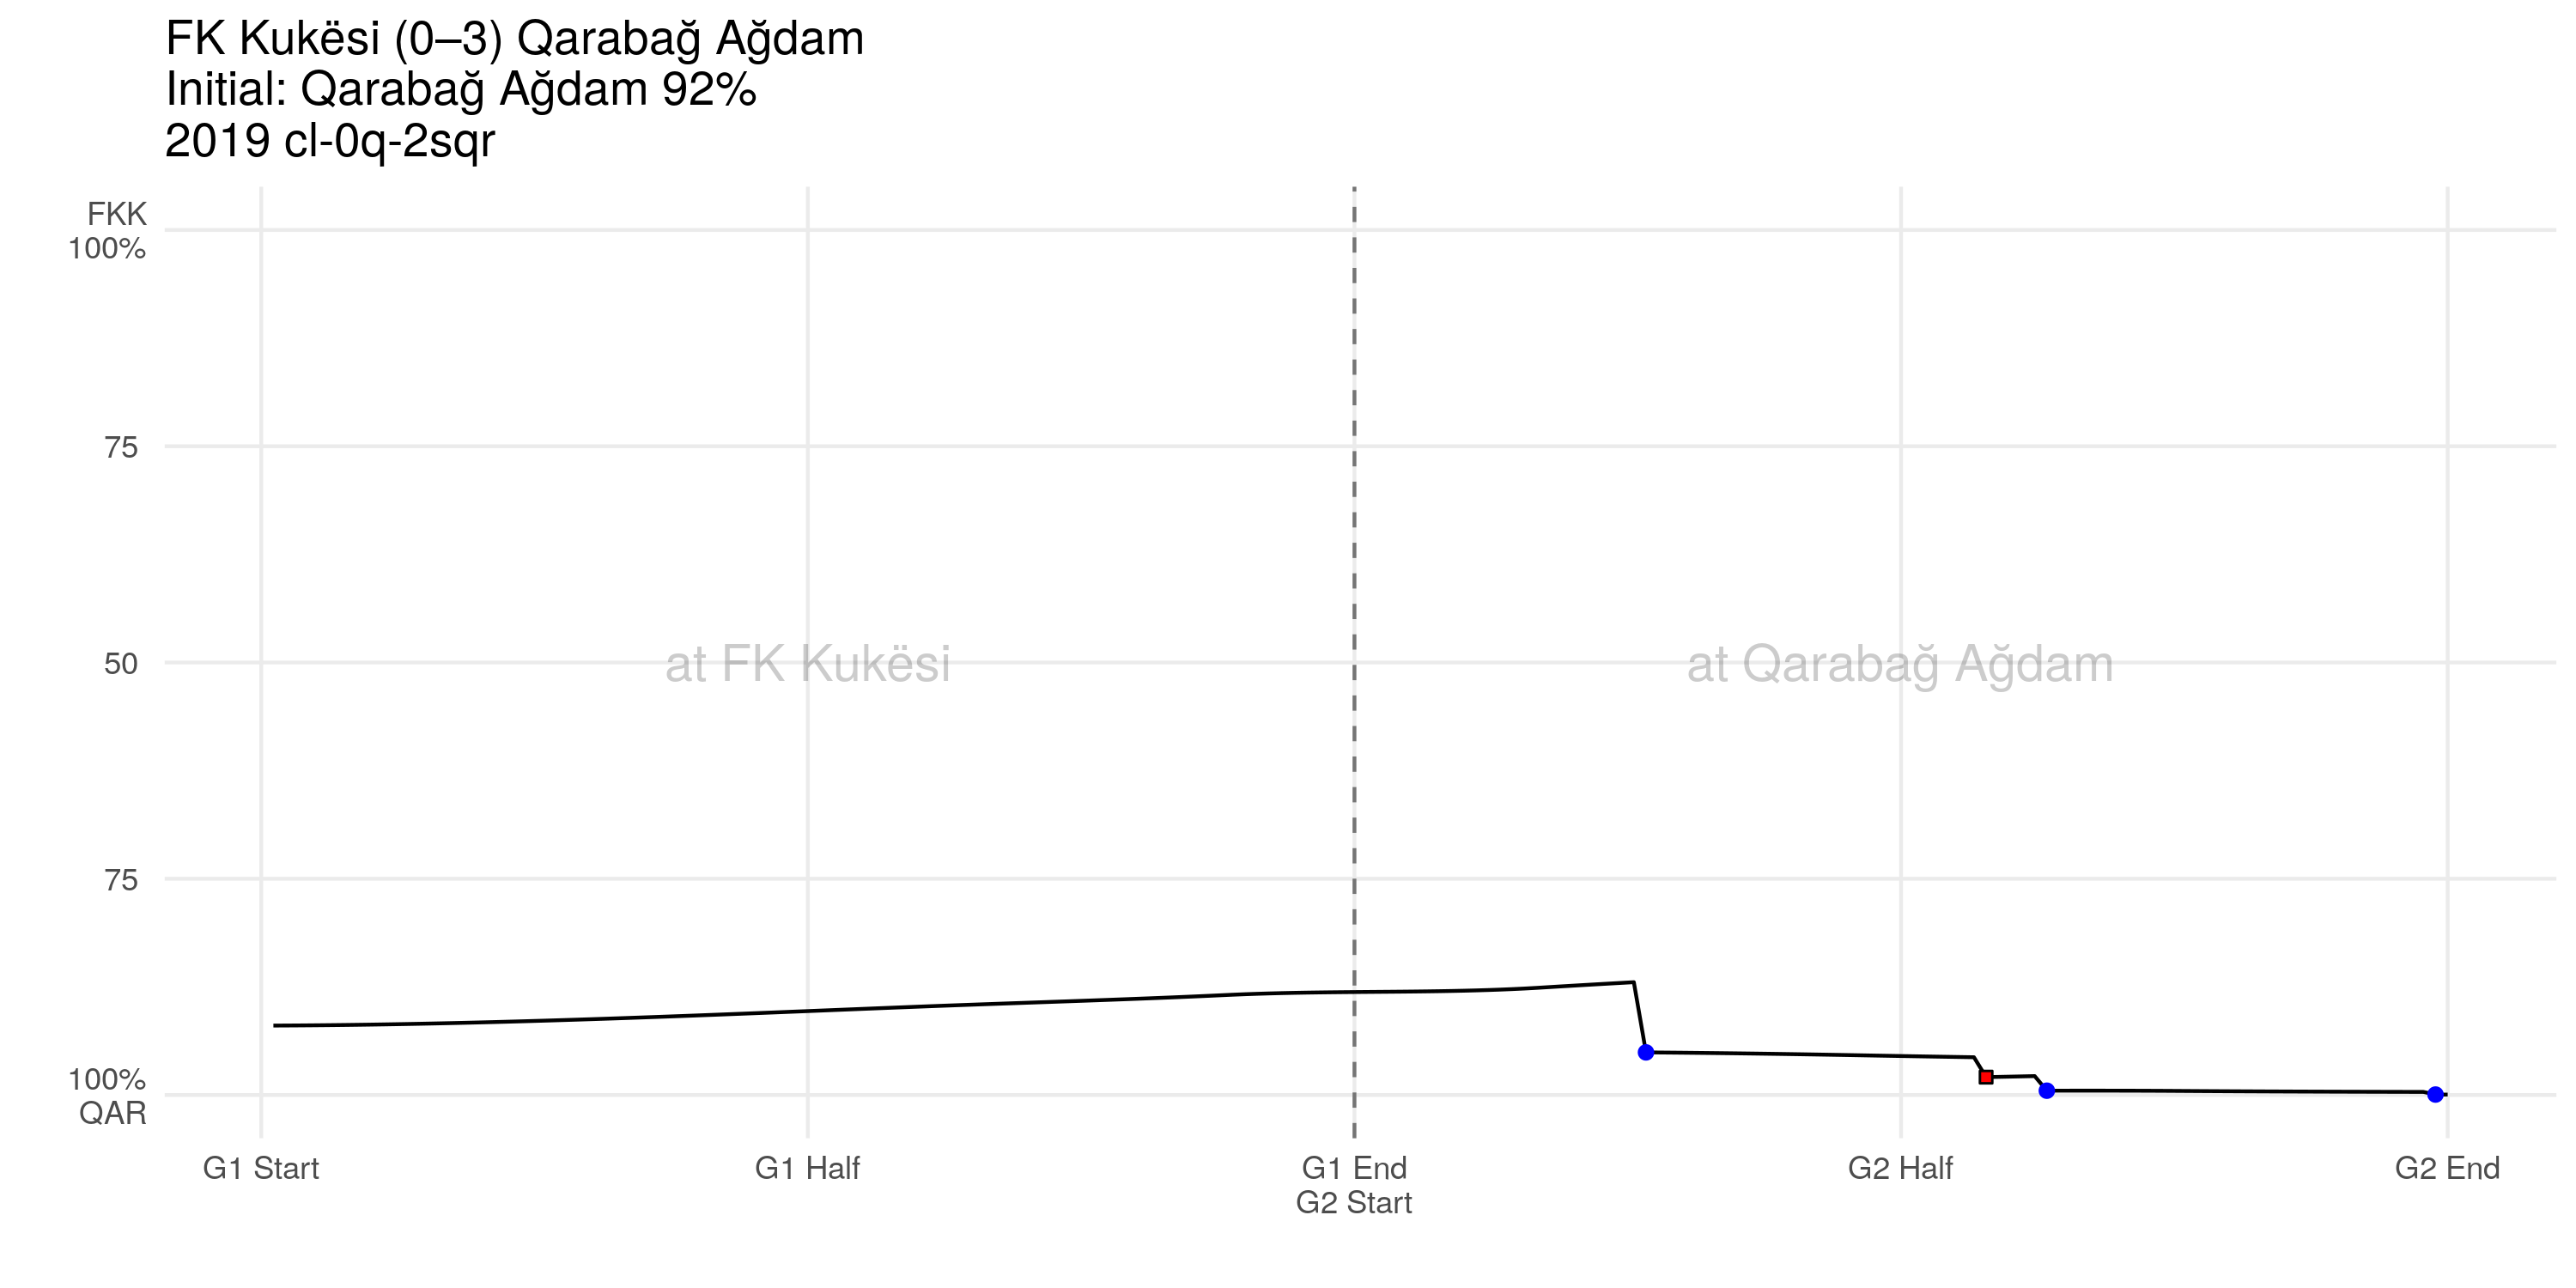 FK Kukësi (0–3) Qarabağ Ağdam
Initial: Qarabağ Ağdam 92%
2019 cl-0q-2sqr
FKK
100%
75
50
75
100%
QAR
at FK Kukësi
at Qarabağ Ağdam
G1 Start
G1 Half
G1 End
G2 Start
G2 Half
G2 End